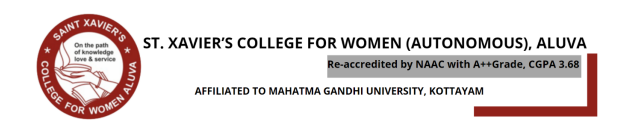 SAINT XAVIER'S
On the path
of knowledge
love & service
COLLEGE FOR WOMEN ALUVA
ST. XAVIER'S COLLEGE FOR WOMEN (AUTONOMOUS), ALUVA
Re-accredited by NAAC with A++Grade, CGPA 3.68
AFFILIATED TO MAHATMA GANDHI UNIVERSITY, KOTTAYAM